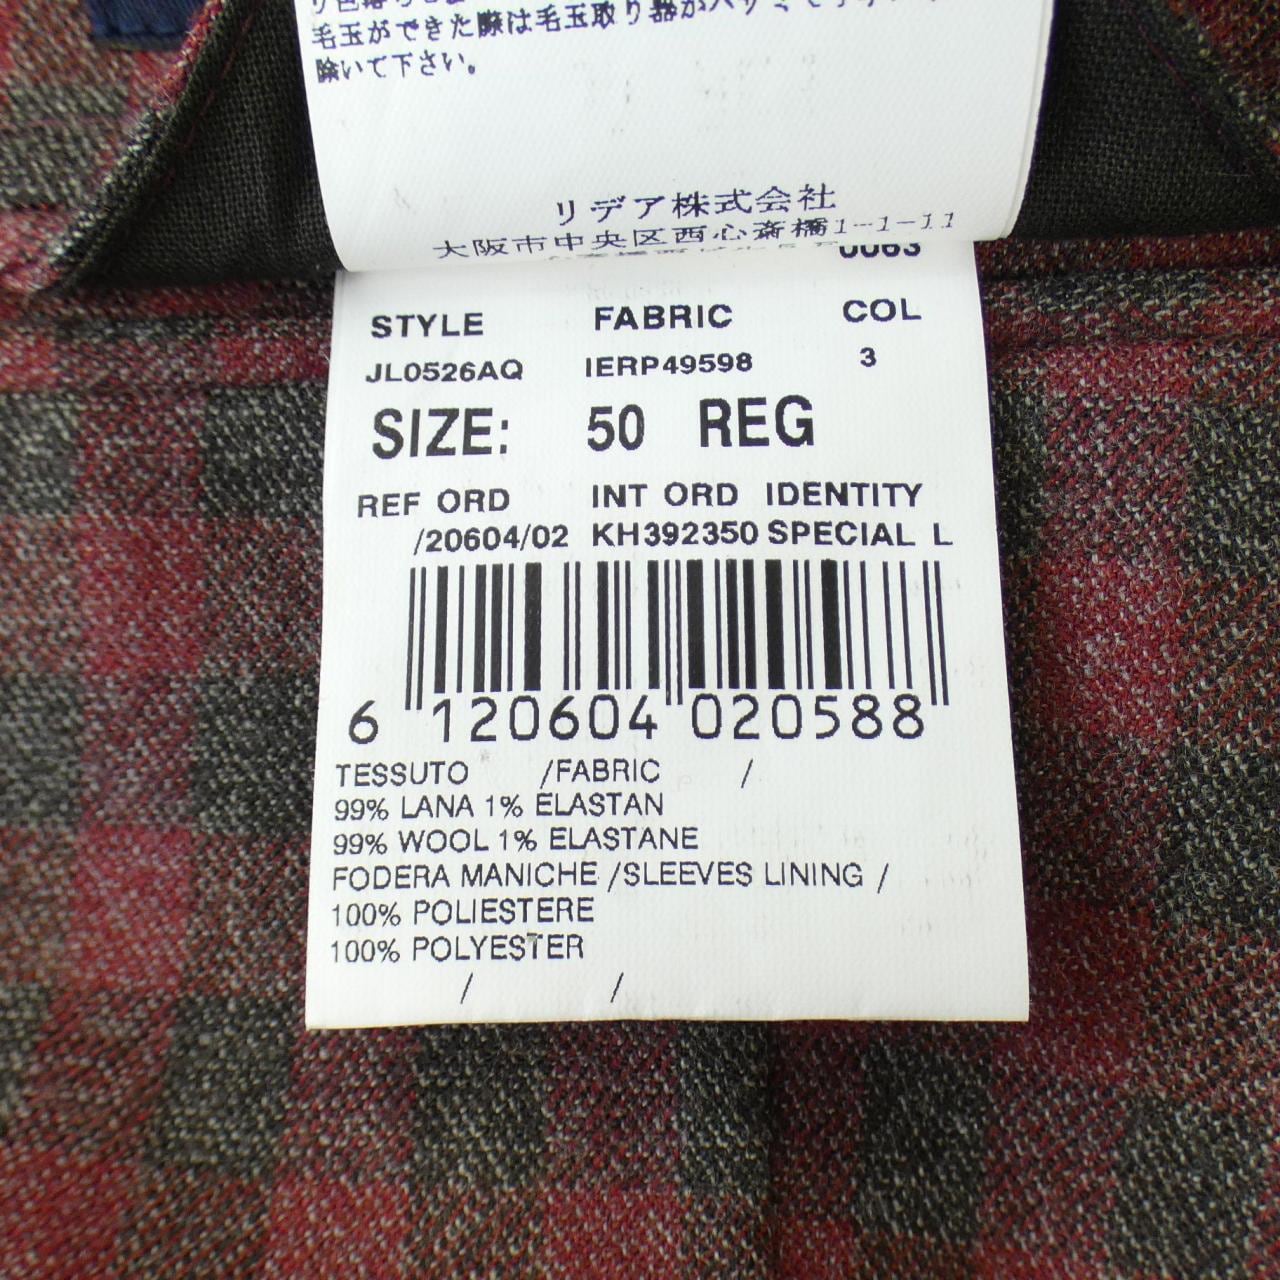 毛玉ができた際は毛玉取り器かハサミで
除いて下さい。
リデア株式会社
大阪市中央区西心斎橋1-1-11
0063
STYLE FABRIC COL
JL0526AQ IERP49598 3
SIZE: 50 REG
REF ORD INT ORD IDENTITY
/20604/02 KH392350 SPECIAL L
6 120604 020588
TESSUTO /FABRIC /
99% LANA 1% ELASTAN
99% WOOL 1% ELASTANE
FODERA MANICHE /SLEEVES LINING /
100% POLIESTERE
100% POLYESTER
/ /